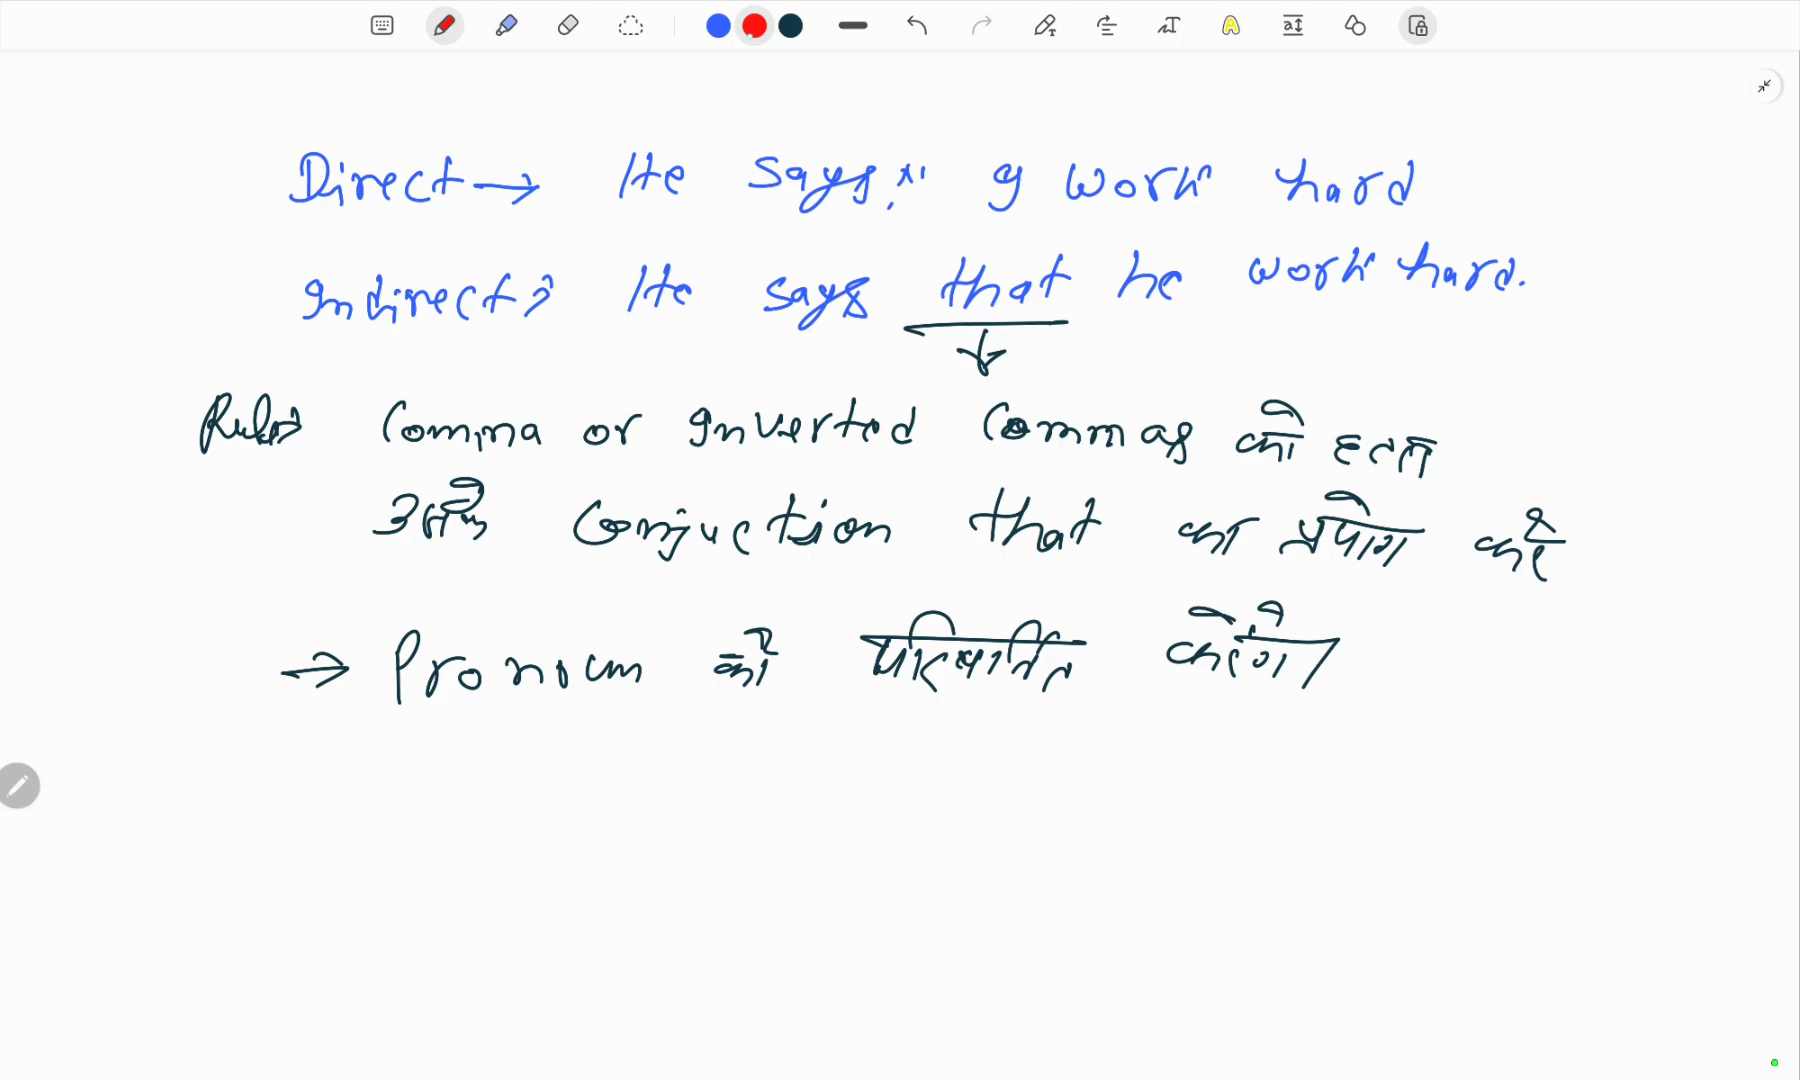 Direct → He says, " I work hard
Indirect → He says that he work hard.
Rule → Comma or Inverted Commas को हटाते
उसमें Conjuction that का प्रयोग करे
→ Pronoun को परिवर्तित करेंगे